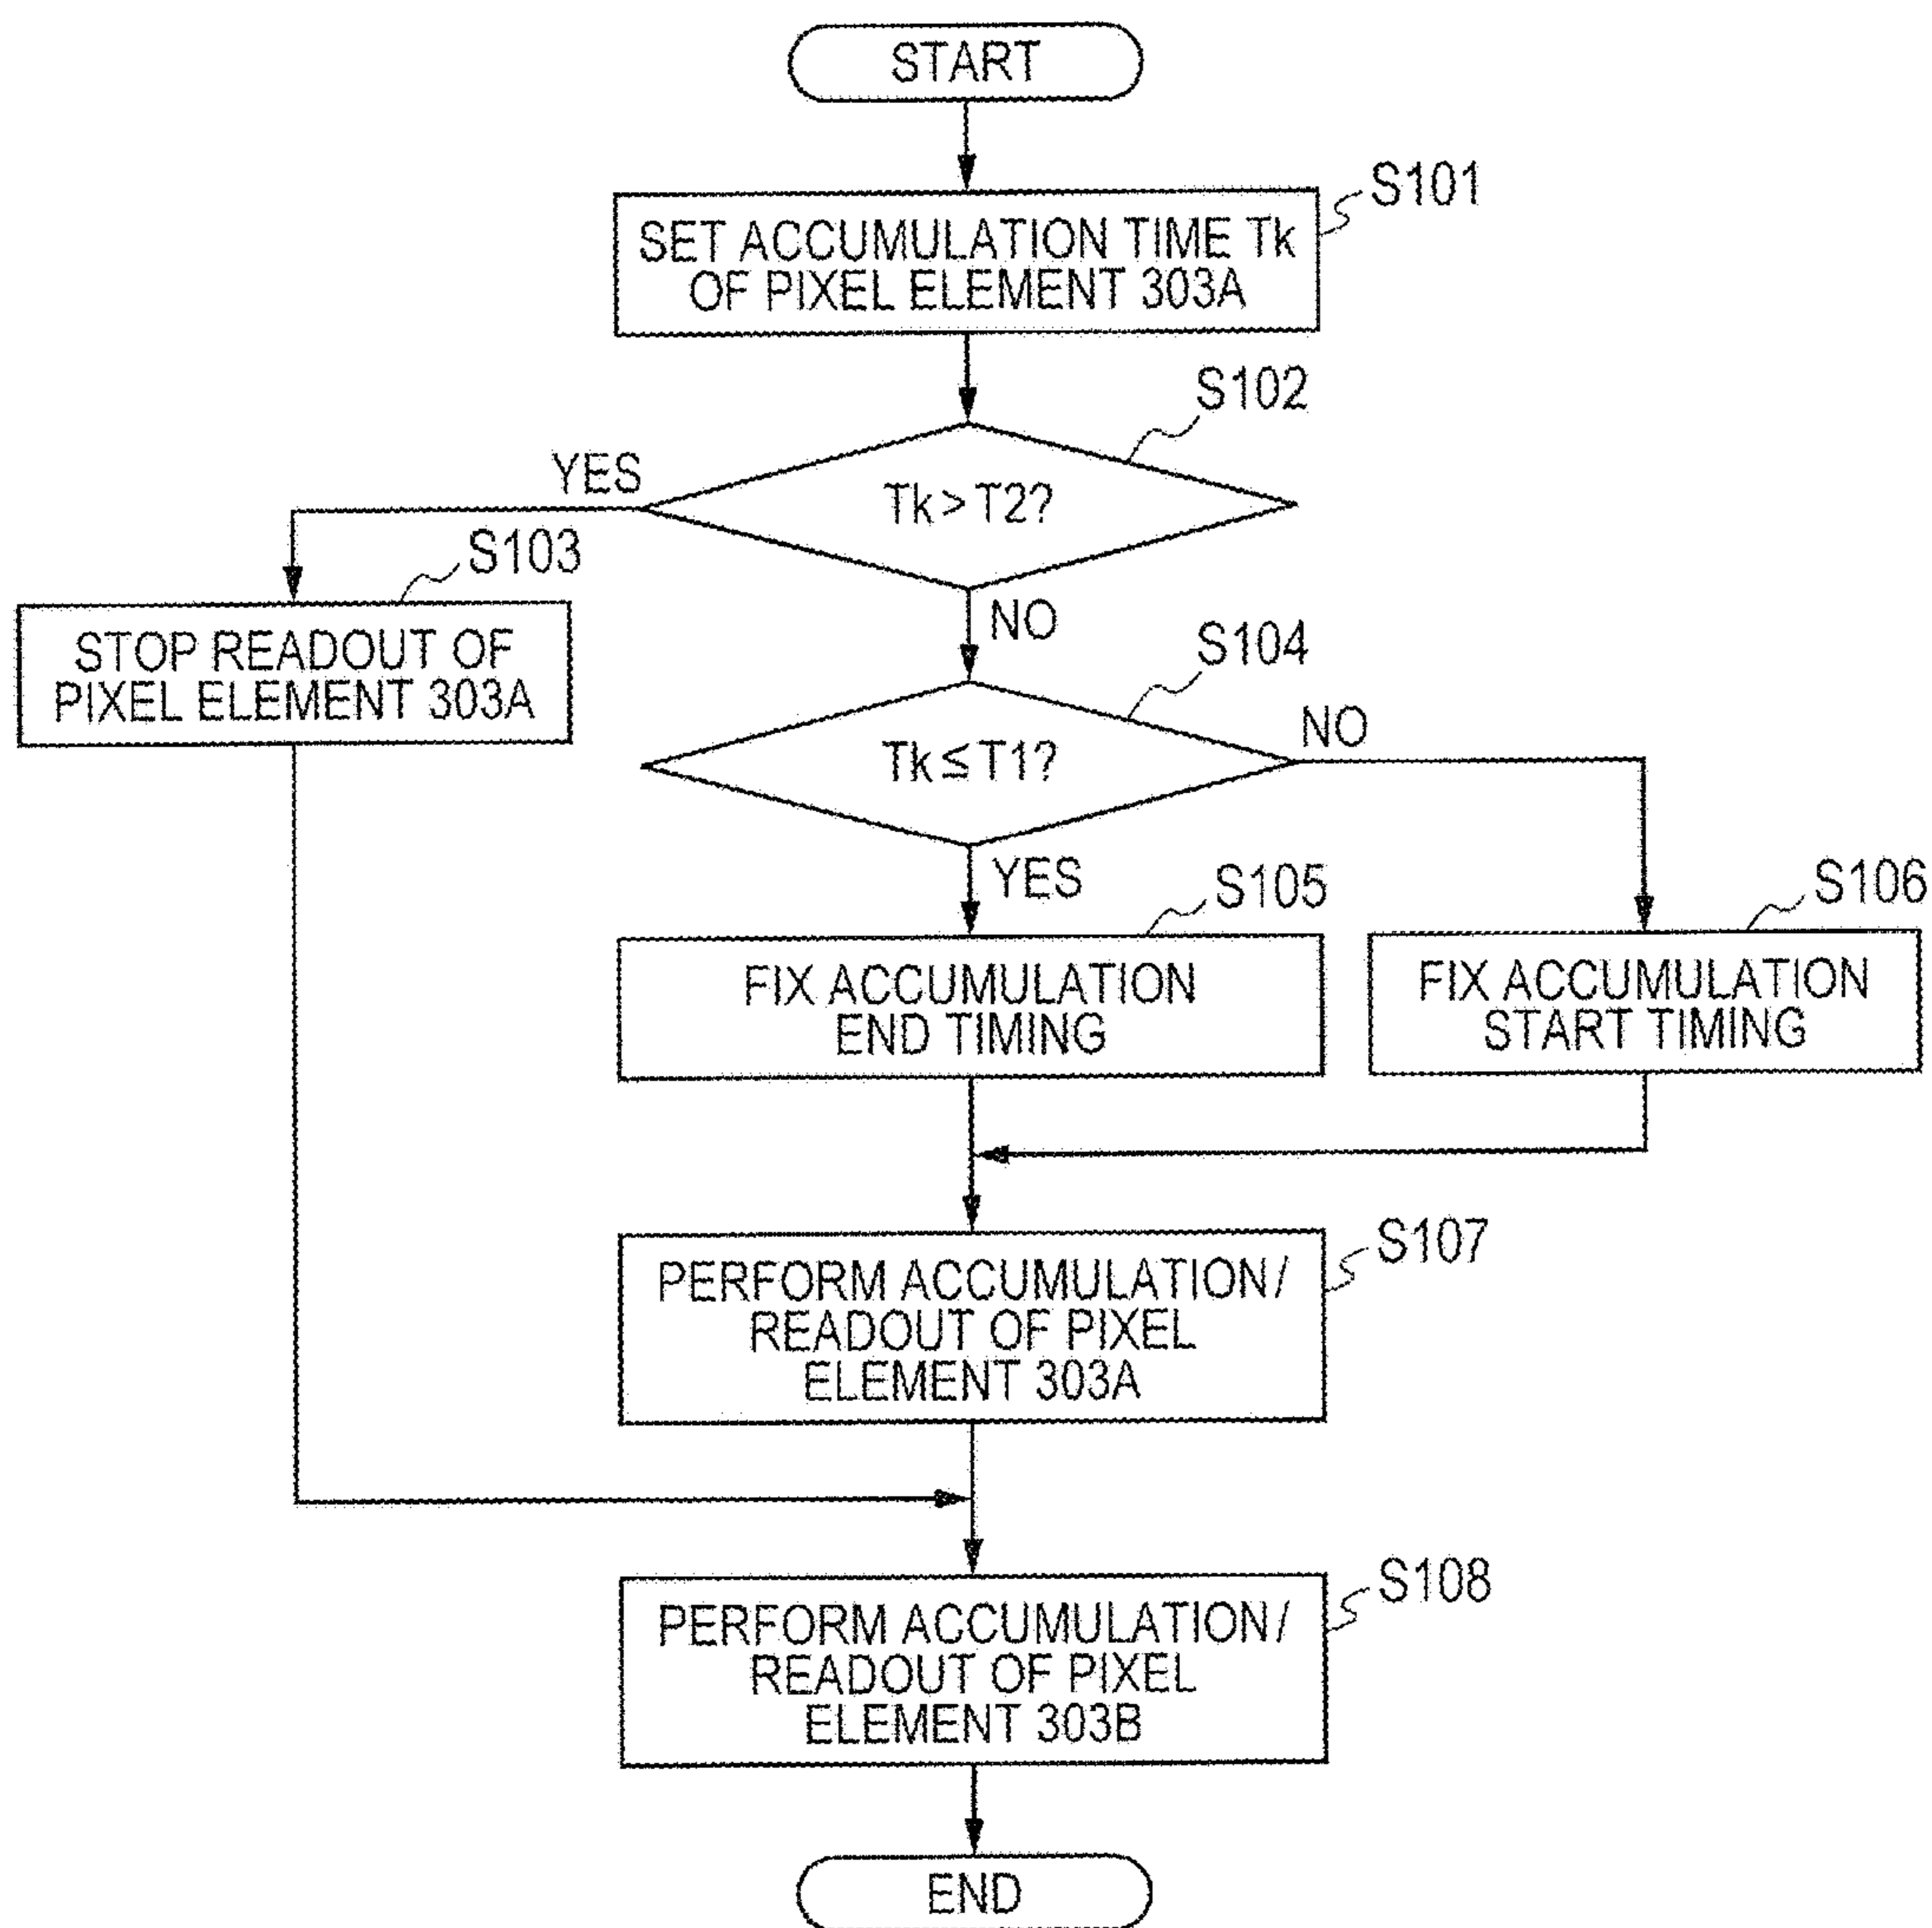 START
S101
SET ACCUMULATION TIME Tk
OF PIXEL ELEMENT 303A
S102
YES
Tk > T2?
S103
NO
STOP READOUT OF
PIXEL ELEMENT 303A
S104
NO
Tk ≦ T1?
YES
S105
S106
FIX ACCUMULATION
END TIMING
FIX ACCUMULATION
START TIMING
S107
PERFORM ACCUMULATION/
READOUT OF PIXEL
ELEMENT 303A
S108
PERFORM ACCUMULATION/
READOUT OF PIXEL
ELEMENT 303B
END